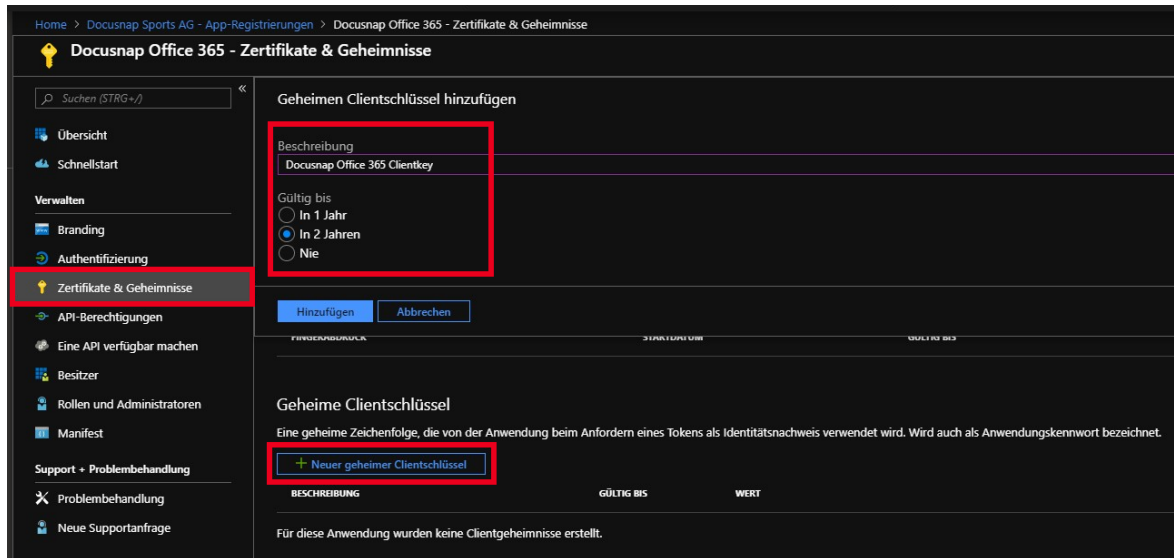 Home > Docusnap Sports AG - App-Registrierungen > Docusnap Office 365 - Zertifikate & Geheimnisse
Docusnap Office 365 - Zertifikate & Geheimnisse
Suchen (STRG+/)
«
Übersicht
Schnellstart
Verwalten
Branding
Authentifizierung
Zertifikate & Geheimnisse
API-Berechtigungen
Eine API verfügbar machen
Besitzer
Rollen und Administratoren
Manifest
Support + Problembehandlung
Problembehandlung
Neue Supportanfrage
Geheimen Clientschlüssel hinzufügen
Beschreibung
Docusnap Office 365 Clientkey
Gültig bis
In 1 Jahr
In 2 Jahren
Nie
Hinzufügen Abbrechen
FINGERABDRUCK STARTDATUM GÜLTIG BIS
Geheime Clientschlüssel
Eine geheime Zeichenfolge, die von der Anwendung beim Anfordern eines Tokens als Identitätsnachweis verwendet wird. Wird auch als Anwendungskennwort bezeichnet.
+ Neuer geheimer Clientschlüssel
BESCHREIBUNG GÜLTIG BIS WERT
Für diese Anwendung wurden keine Clientgeheimnisse erstellt.